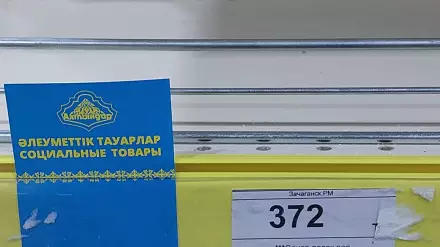 Алтындар
ӘЛЕУМЕТТІК ТАУАРЛАР
СОЦИАЛЬНЫЕ ТОВАРЫ
Зачаганск РМ
372